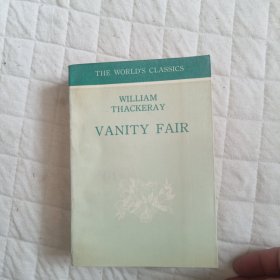 THE WORLD'S CLASSICS
WILLIAM
THACKERAY
VANITY FAIR